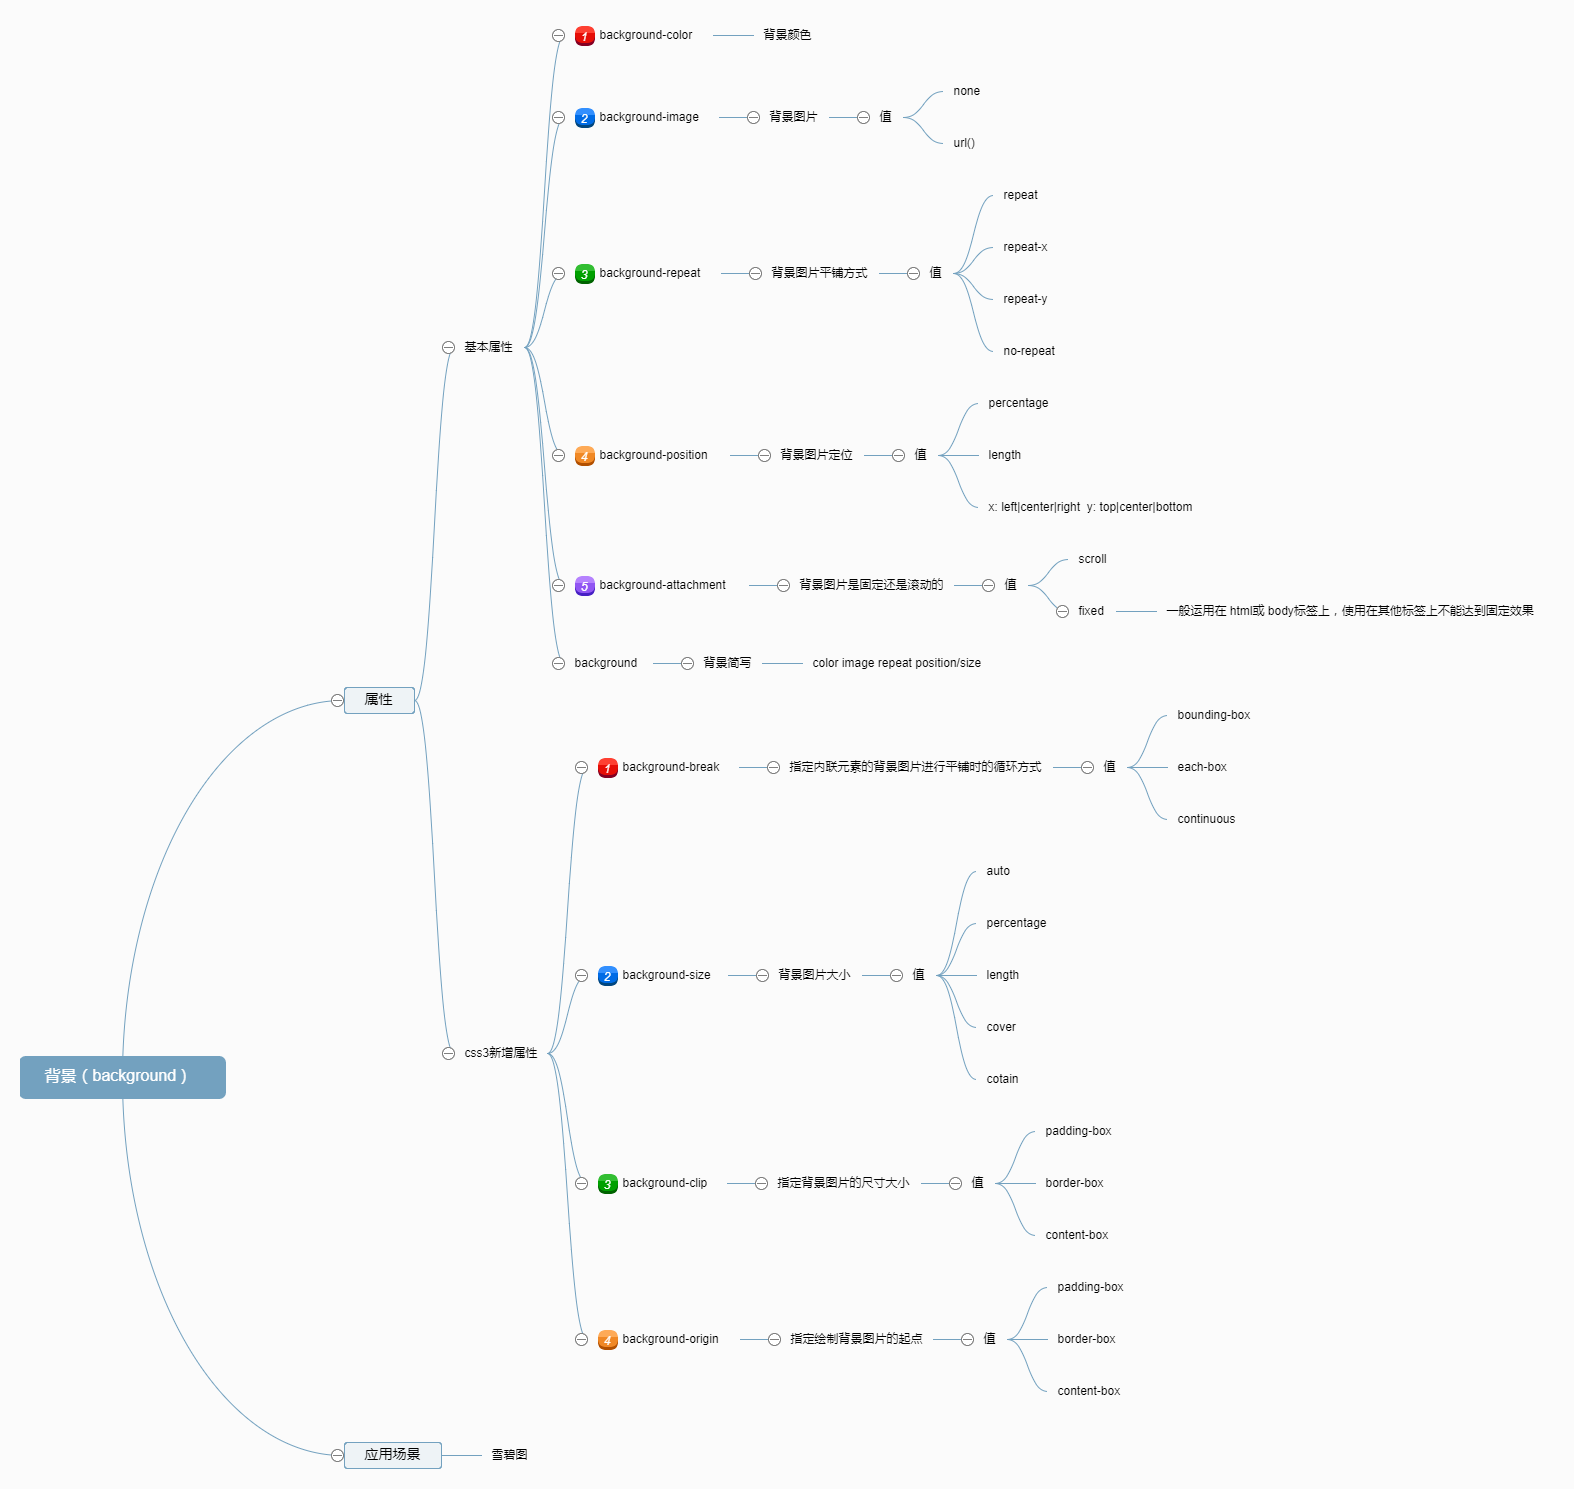 背景（background）
属性
基本属性
1 background-color
背景颜色
2 background-image
背景图片
值
none
url()
3 background-repeat
背景图片平铺方式
值
repeat
repeat-x
repeat-y
no-repeat
4 background-position
背景图片定位
值
percentage
length
x: left|center|right  y: top|center|bottom
5 background-attachment
背景图片是固定还是滚动的
值
scroll
fixed
一般运用在 html或 body标签上，使用在其他标签上不能达到固定效果
background
背景简写
color image repeat position/size
css3新增属性
1 background-break
指定内联元素的背景图片进行平铺时的循环方式
值
bounding-box
each-box
continuous
2 background-size
背景图片大小
值
auto
percentage
length
cover
cotain
3 background-clip
指定背景图片的尺寸大小
值
padding-box
border-box
content-box
4 background-origin
指定绘制背景图片的起点
值
padding-box
border-box
content-box
应用场景
雪碧图